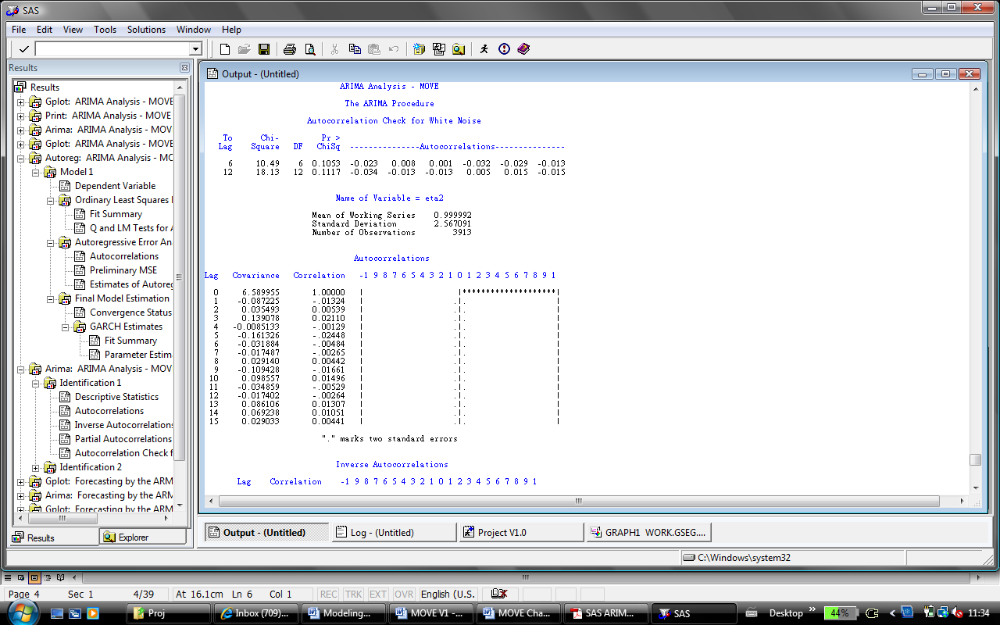 SAS
File Edit View Tools Solutions Window Help
Results
Results
Gplot: ARIMA Analysis - MOVE
Print: ARIMA Analysis - MOVE
Arima: ARIMA Analysis - MOVE
Gplot: ARIMA Analysis - MOVE
Autoreg: ARIMA Analysis - MO
Model 1
Dependent Variable
Ordinary Least Squares
Fit Summary
Q and LM Tests for
Autoregressive Error An
Autocorrelations
Preliminary MSE
Estimates of Autoreg
Final Model Estimation
Convergence Status
GARCH Estimates
Fit Summary
Parameter Estim
Arima: ARIMA Analysis - MOV
Identification 1
Descriptive Statistics
Autocorrelations
Inverse Autocorrelations
Partial Autocorrelations
Autocorrelation Check f
Identification 2
Gplot: Forecasting by the ARM
Arima: Forecasting by the ARM
Gplot: Forecasting by the ARM
Results Explorer
Output - (Untitled)
ARIMA Analysis - MOVE
The ARIMA Procedure
Autocorrelation Check for White Noise
To Chi- Pr >
Lag Square DF ChiSq ---------------Autocorrelations---------------
6 10.49 6 0.1053 -0.023 0.008 0.001 -0.032 -0.029 -0.013
12 18.13 12 0.1117 -0.034 -0.013 -0.013 0.005 0.015 -0.015
Name of Variable = eta2
Mean of Working Series 0.999992
Standard Deviation 2.567091
Number of Observations 3913
Autocorrelations
Lag Covariance Correlation -1 9 8 7 6 5 4 3 2 1 0 1 2 3 4 5 6 7 8 9 1
0 6.589955 1.00000 | |********************|
1 -0.087225 -.01324 | .|. |
2 0.035493 0.00539 | .|. |
3 0.139078 0.02110 | .|. |
4 -0.0085133 -.00129 | .|. |
5 -0.161326 -.02448 | .|. |
6 -0.031884 -.00484 | .|. |
7 -0.017487 -.00265 | .|. |
8 0.029140 0.00442 | .|. |
9 -0.109428 -.01661 | .|. |
10 0.098557 0.01496 | .|. |
11 -0.034859 -.00529 | .|. |
12 -0.017402 -.00264 | .|. |
13 0.086106 0.01307 | .|. |
14 0.069238 0.01051 | .|. |
15 0.029033 0.00441 | .|. |
"." marks two standard errors
Inverse Autocorrelations
Lag Correlation -1 9 8 7 6 5 4 3 2 1 0 1 2 3 4 5 6 7 8 9 1
Output - (Untitled) Log - (Untitled) Project V1.0 GRAPH1 WORK.GSEG....
C:\Windows\system32
Page 4 Sec 1 4/39 At 16.1cm Ln 6 Col 1 REC TRK EXT OVR English (U.S.
Proj Inbox (709)... Modeling... MOVE V1 -... MOVE Cha... SAS ARIM... SAS Desktop 44% 11:34